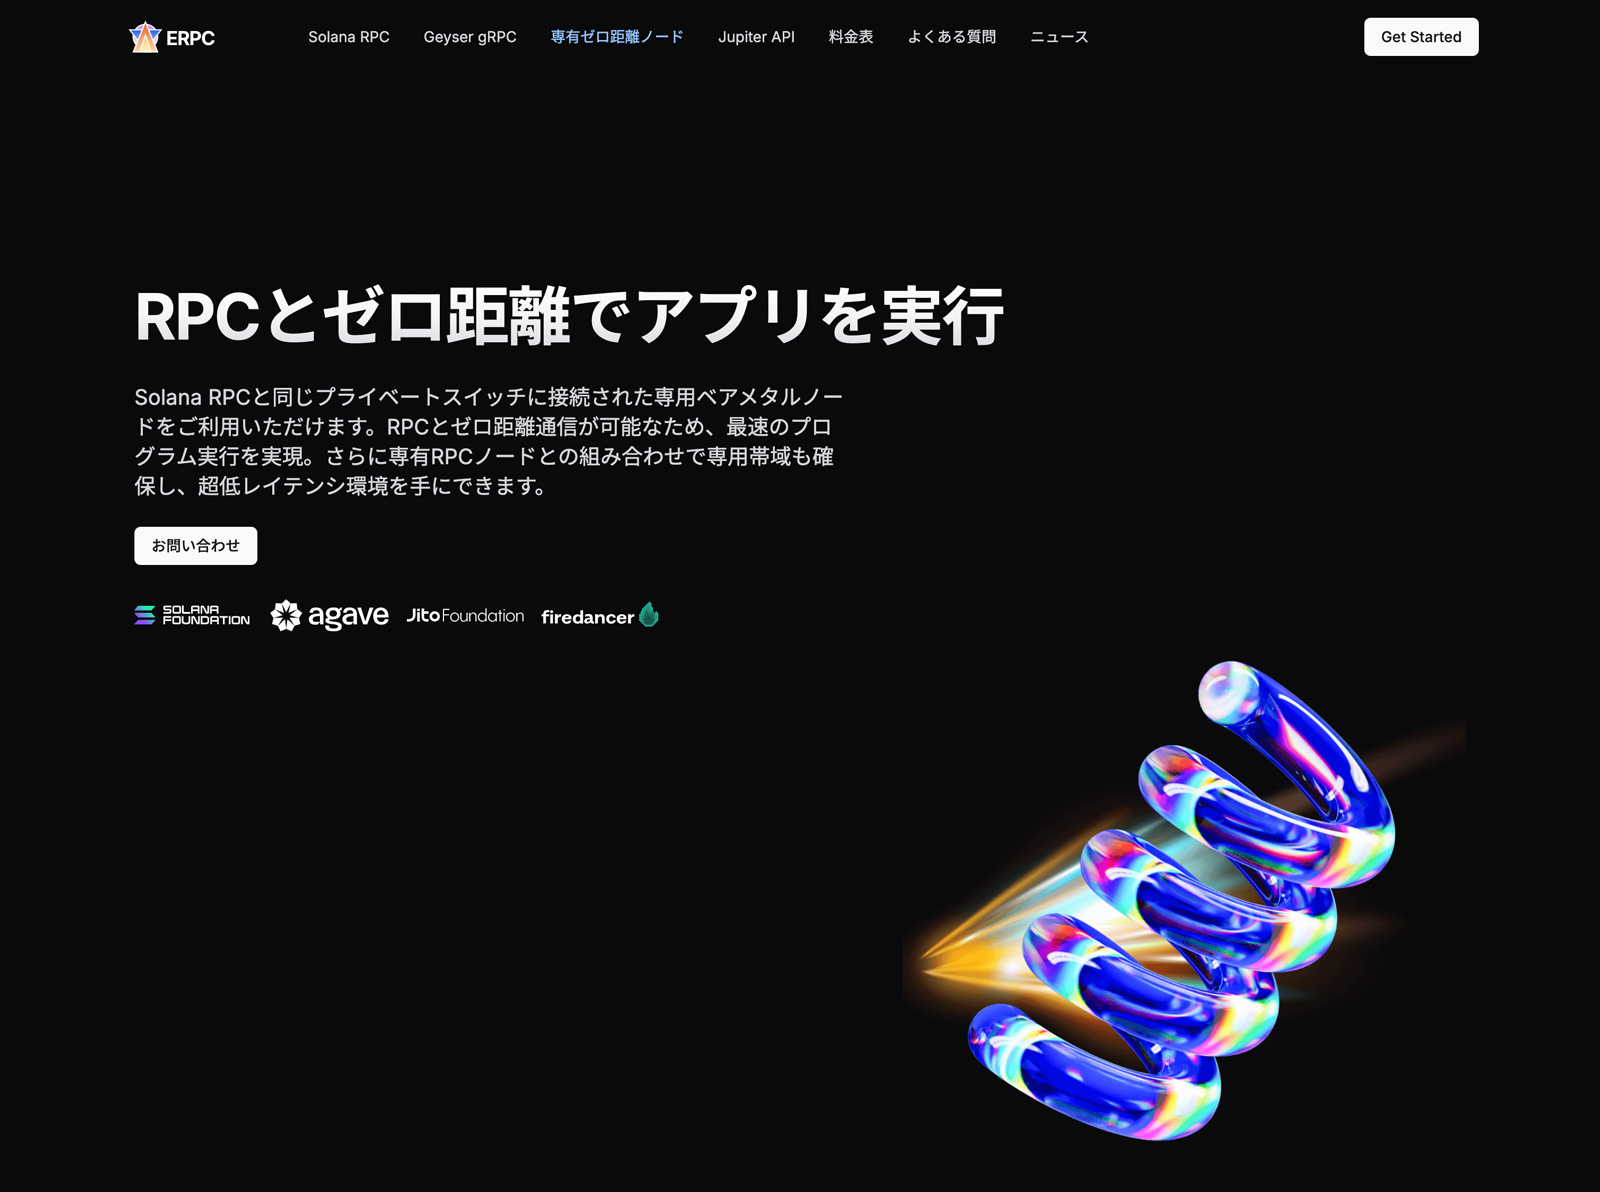 ERPC
Solana RPC
Geyser gRPC
専有ゼロ距離ノード
Jupiter API
料金表
よくある質問
ニュース
Get Started
RPCとゼロ距離でアプリを実行
Solana RPCと同じプライベートスイッチに接続された専用ベアメタルノー
ドをご利用いただけます。RPCとゼロ距離通信が可能なため、最速のプロ
グラム実行を実現。さらに専有RPCノードとの組み合わせで専用帯域も確
保し、超低レイテンシ環境を手にできます。
お問い合わせ
SOLANA
FOUNDATION
agave
JitoFoundation
firedancer